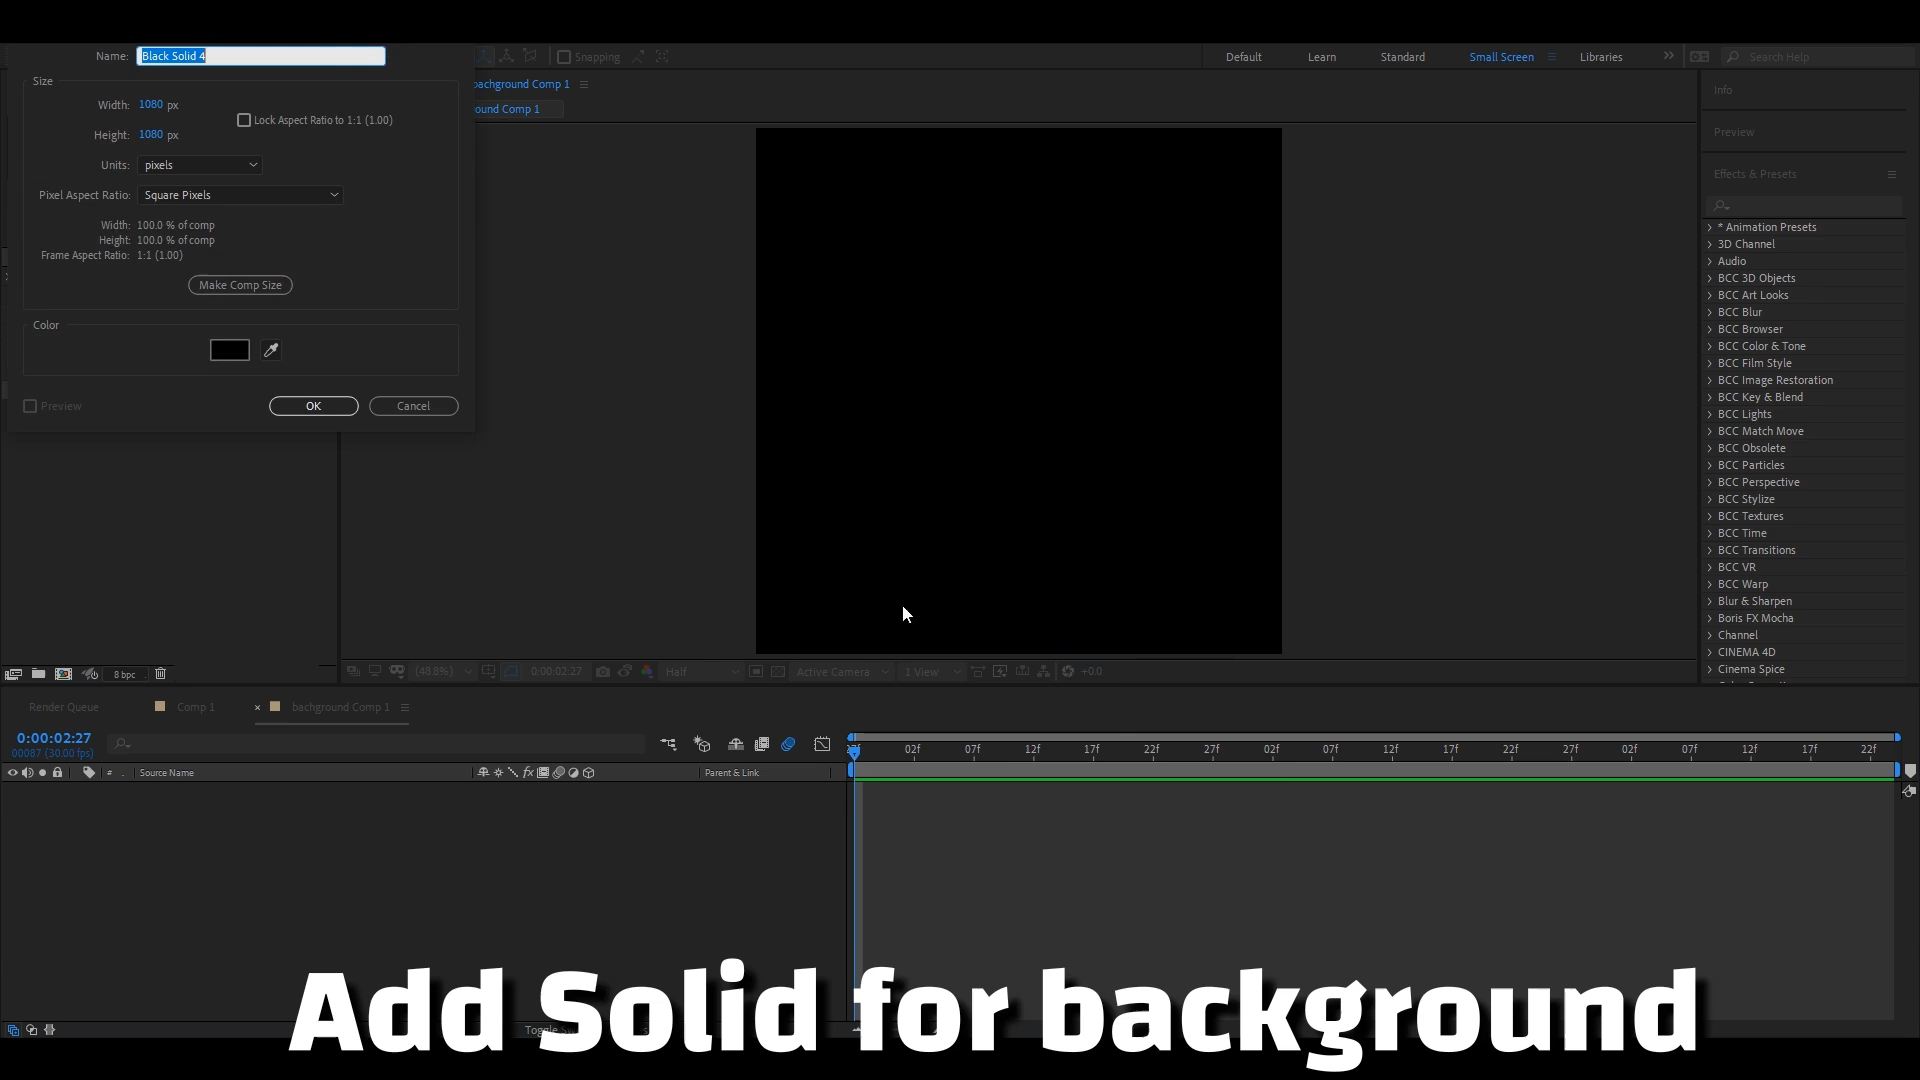 Name: Black Solid 4
Snapping
Default Learn Standard Small Screen Libraries
Search Help
Size
Width: 1080 px
Lock Aspect Ratio to 1:1 (1.00)
Height: 1080 px
Units: pixels
Pixel Aspect Ratio: Square Pixels
Width: 100.0 % of comp
Height: 100.0 % of comp
Frame Aspect Ratio: 1:1 (1.00)
Make Comp Size
Color
Preview OK Cancel
bachground Comp 1
ound Comp 1
Info
Preview
Effects & Presets
* Animation Presets
3D Channel
Audio
BCC 3D Objects
BCC Art Looks
BCC Blur
BCC Browser
BCC Color & Tone
BCC Film Style
BCC Image Restoration
BCC Key & Blend
BCC Lights
BCC Match Move
BCC Obsolete
BCC Particles
BCC Perspective
BCC Stylize
BCC Textures
BCC Time
BCC Transitions
BCC VR
BCC Warp
Blur & Sharpen
Boris FX Mocha
Channel
CINEMA 4D
Cinema Spice
8 bpc
(48.8%) 0:00:02:27 Half Active Camera 1 View +0.0
Render Queue Comp 1 × bachground Comp 1
0:00:02:27
00087 (30.00 fps)
02f 07f 12f 17f 22f 27f 02f 07f 12f 17f 22f 27f 02f 07f 12f 17f 22f
# . Source Name Parent & Link
Toggle
Add Solid for background